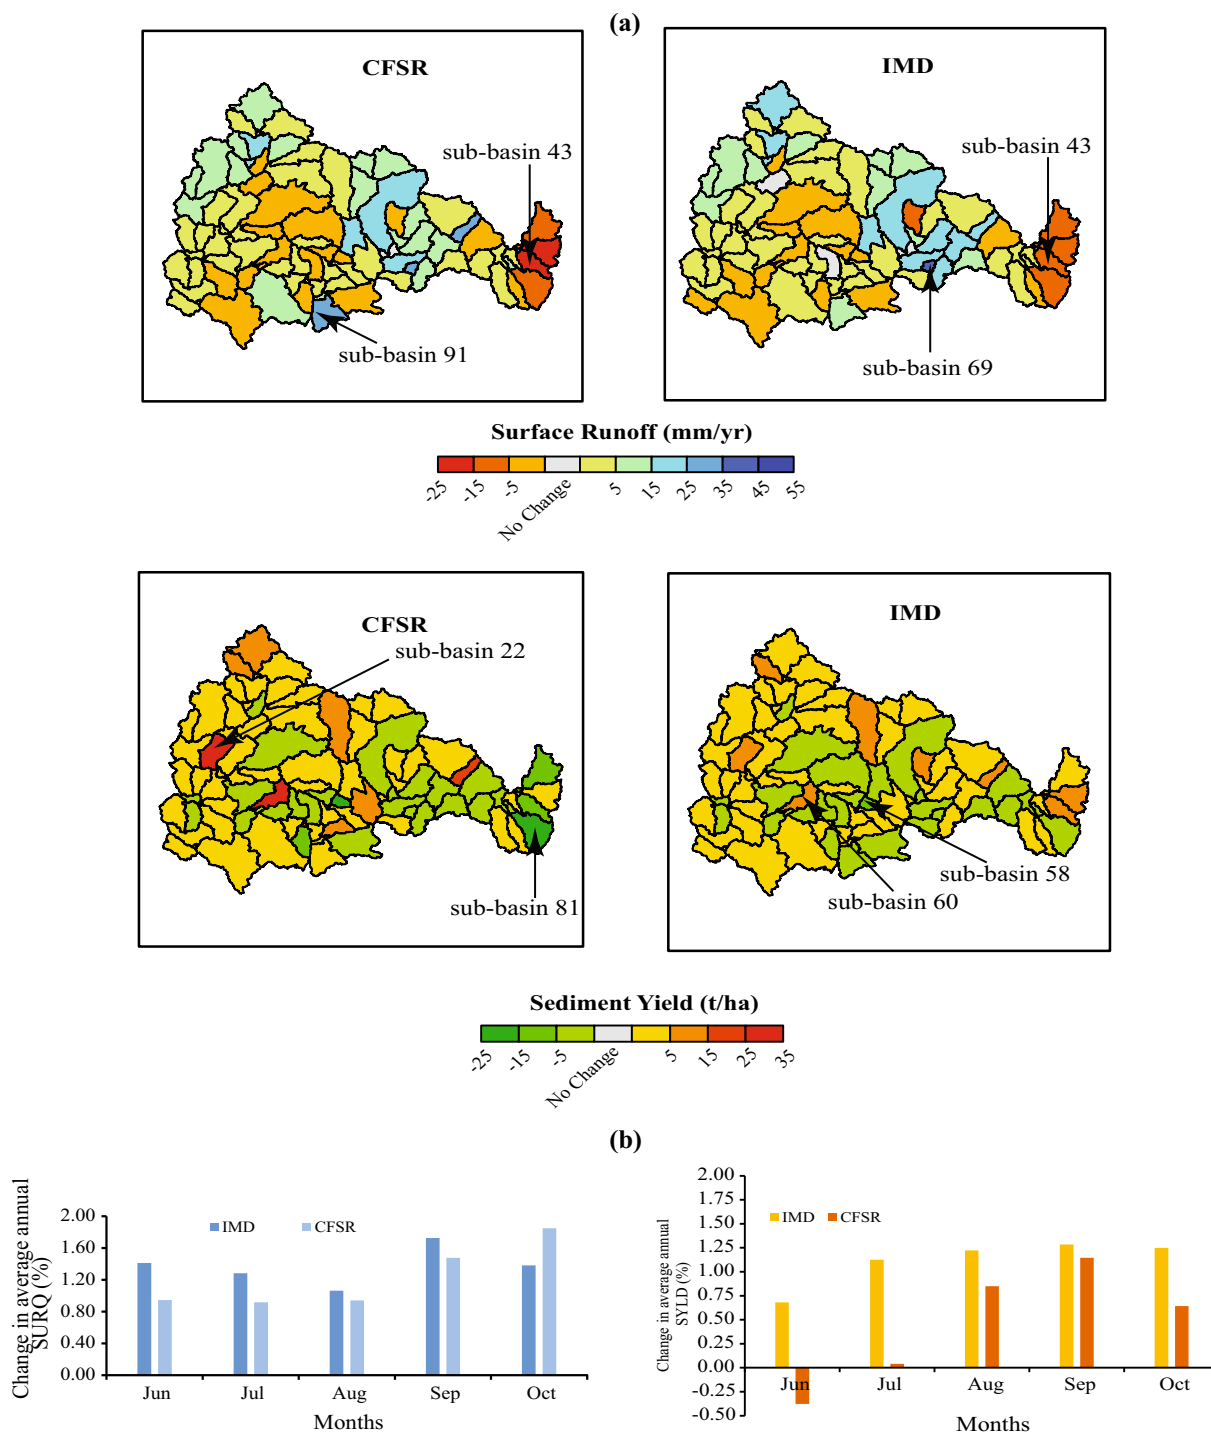 (a)
CFSR
IMD
sub-basin 43
sub-basin 43
sub-basin 91
sub-basin 69
Surface Runoff (mm/yr)
-25 -15 -5 No Change 5 15 25 35 45 55
CFSR
IMD
sub-basin 22
sub-basin 58
sub-basin 60
sub-basin 81
Sediment Yield (t/ha)
-25 -15 -5 No Change 5 15 25 35
(b)
Change in average annual
SURQ (%)
2.00
1.60
1.20
0.80
0.40
0.00
IMD CFSR
Jun Jul Aug Sep Oct
Months
Change in average annual
SYLD (%)
2.00
1.75
1.50
1.25
1.00
0.75
0.50
0.25
0.00
-0.25
-0.50
IMD CFSR
Jun Jul Aug Sep Oct
Months